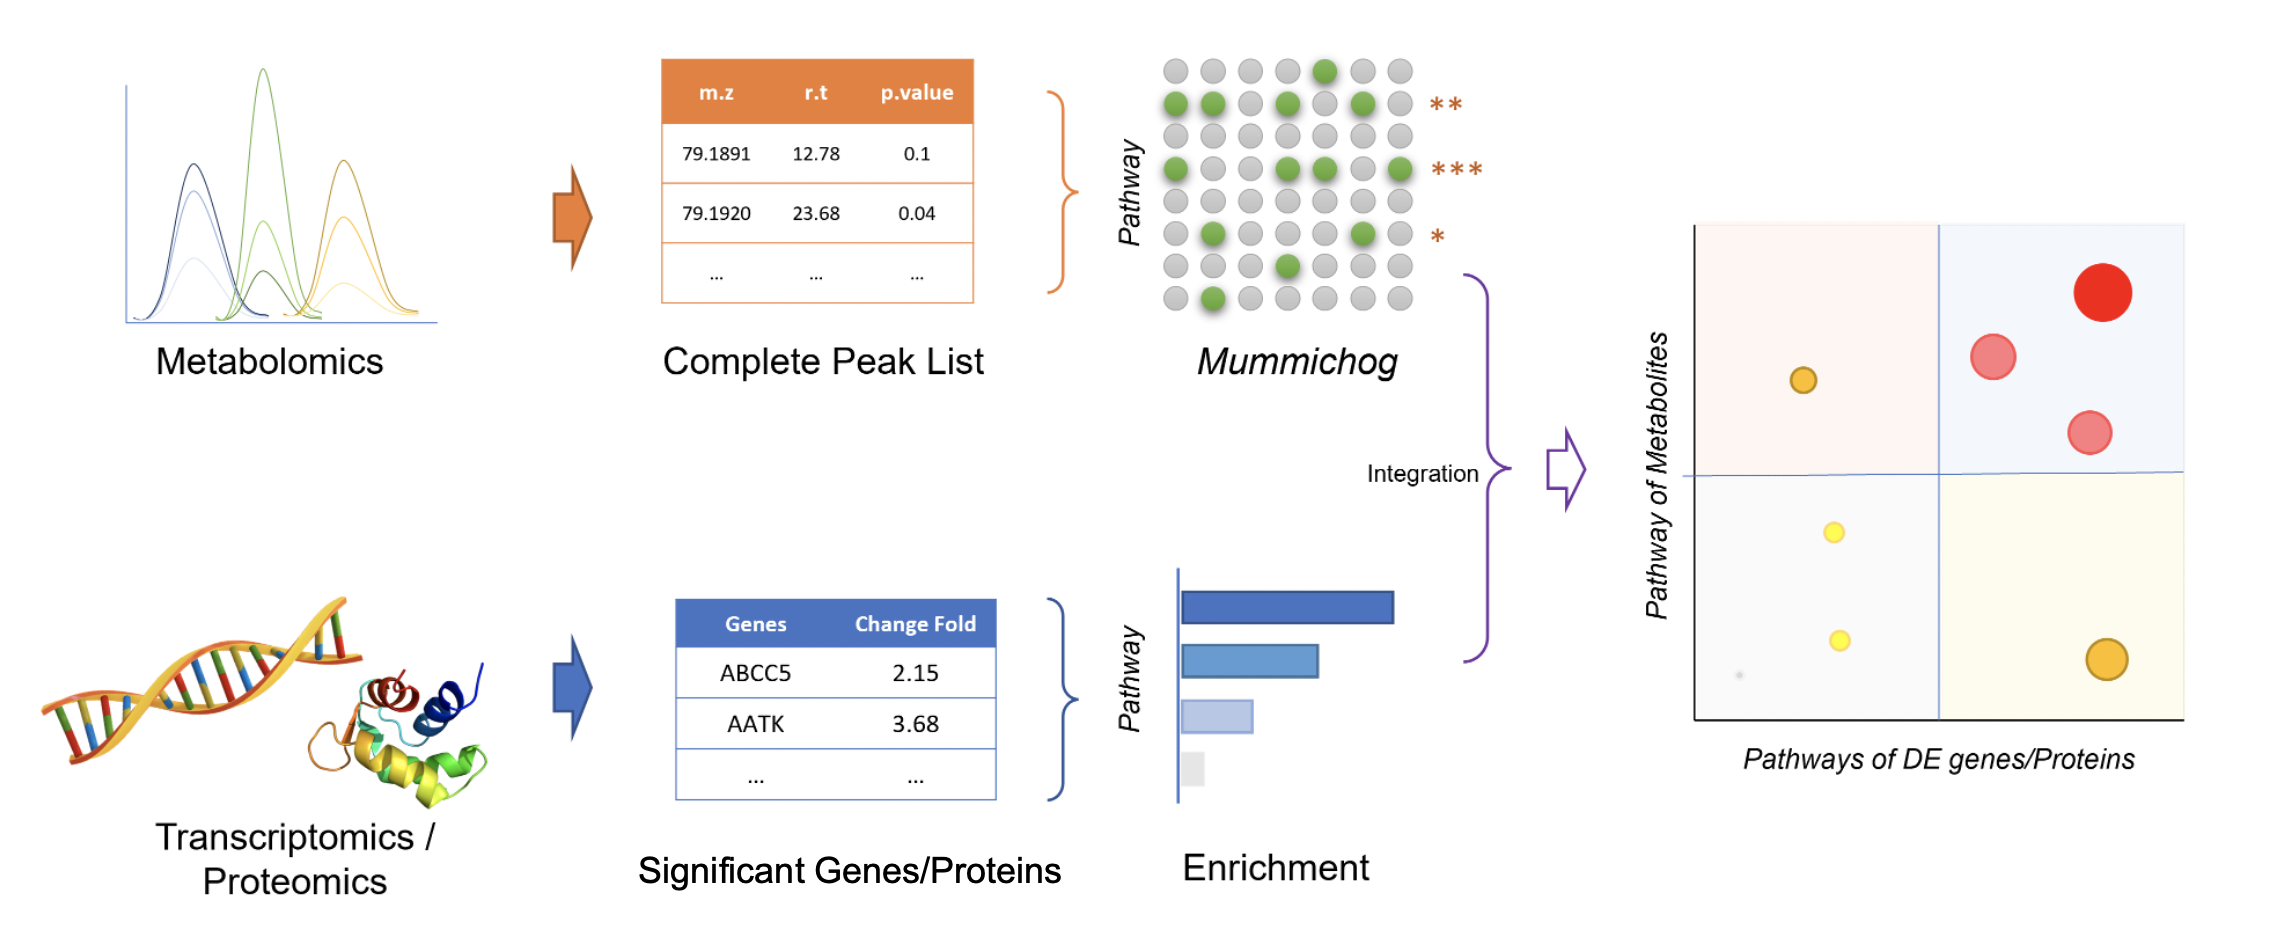 m.z r.t p.value
79.1891 12.78 0.1
79.1920 23.68 0.04
... ... ...
Pathway
**
***
*
Metabolomics
Complete Peak List
Mummichog
Integration
Genes Change Fold
ABCC5 2.15
AATK 3.68
... ...
Pathway
Transcriptomics /
Proteomics
Significant Genes/Proteins
Enrichment
Pathway of Metabolites
Pathways of DE genes/Proteins